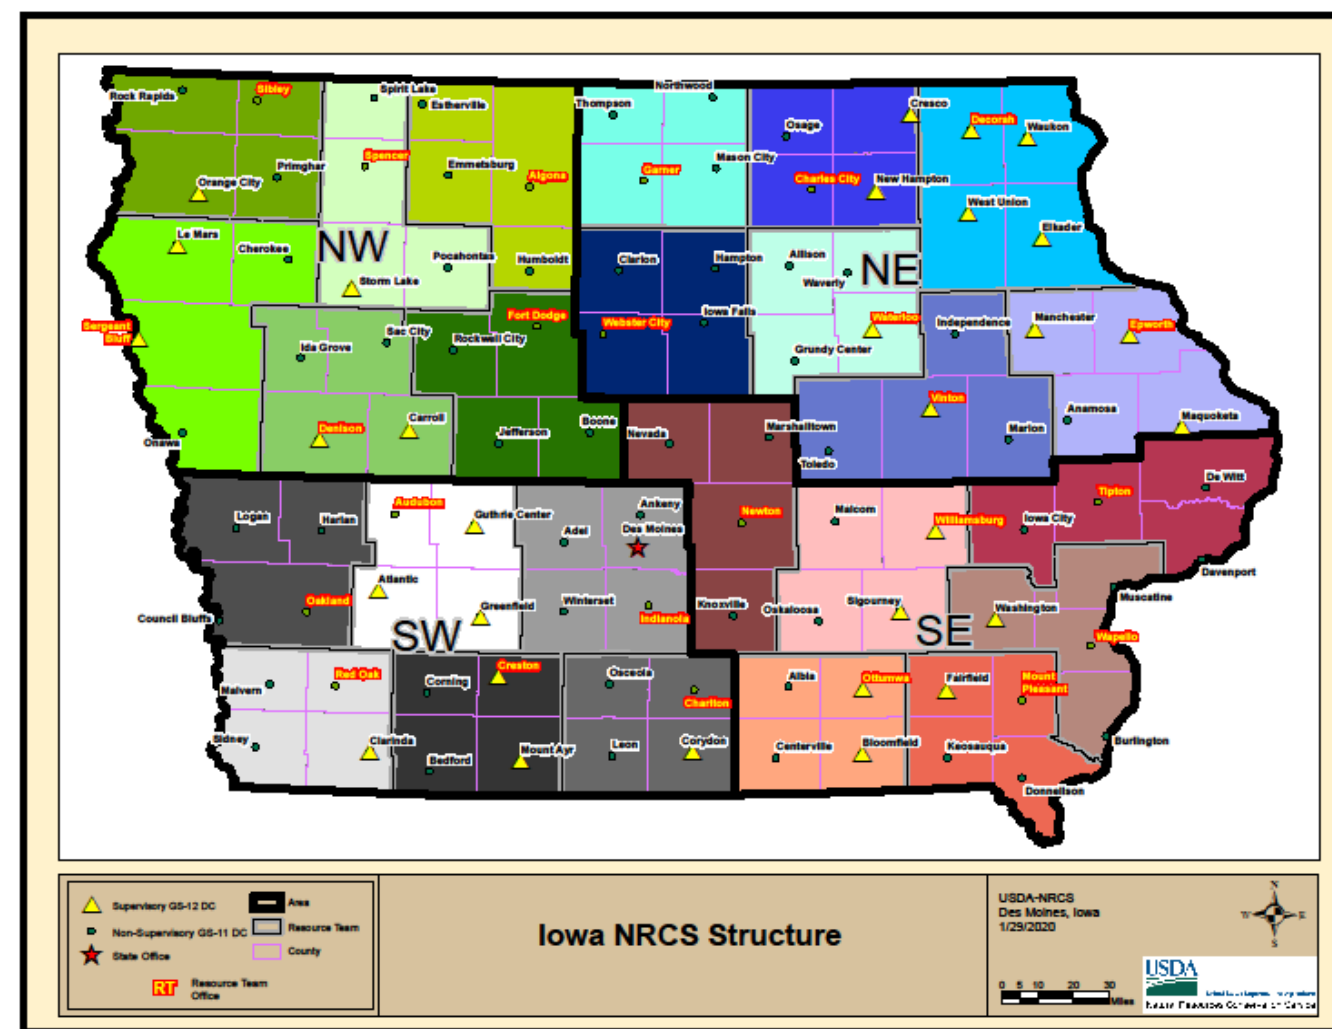 Rock Rapids
Sibley
Spirit Lake
Estherville
Thompson
Northwood
Osage
Cresco
Decorah
Waukon
Primghar
Orange City
Spencer
Emmetsburg
Algona
Garner
Mason City
Charles City
New Hampton
West Union
Elkader
Le Mars
Cherokee
NW
Storm Lake
Pocahontas
Humboldt
Clarion
Hampton
Allison
Waverly
NE
Sergeant
Bluff
Ida Grove
Sac City
Rockwell City
Fort Dodge
Webster City
Iowa Falls
Waterloo
Grundy Center
Independence
Manchester
Epworth
Onawa
Denison
Carroll
Jefferson
Boone
Nevada
Marshalltown
Toledo
Vinton
Marion
Anamosa
Maquoketa
Logan
Harlan
Audubon
Guthrie Center
Adel
Ankeny
Des Moines
Newton
Malcom
Williamsburg
Iowa City
Tipton
De Witt
Davenport
Council Bluffs
Oakland
Atlantic
Greenfield
Winterset
Indianola
Knoxville
Oskaloosa
Sigourney
Washington
Muscatine
Wapello
SW
SE
Malvern
Red Oak
Corning
Creston
Osceola
Chariton
Albia
Ottumwa
Fairfield
Mount
Pleasant
Sidney
Clarinda
Bedford
Mount Ayr
Leon
Corydon
Centerville
Bloomfield
Keosauqua
Donnellson
Burlington
Supervisory GS-12 DC
Non-Supervisory GS-11 DC
State Office
RT Resource Team
Office
Area
Resource Team
County
Iowa NRCS Structure
USDA-NRCS
Des Moines, Iowa
1/29/2020
N
W E
S
0 5 10 20 30
Miles
USDA
Natural Resources Conservation Service